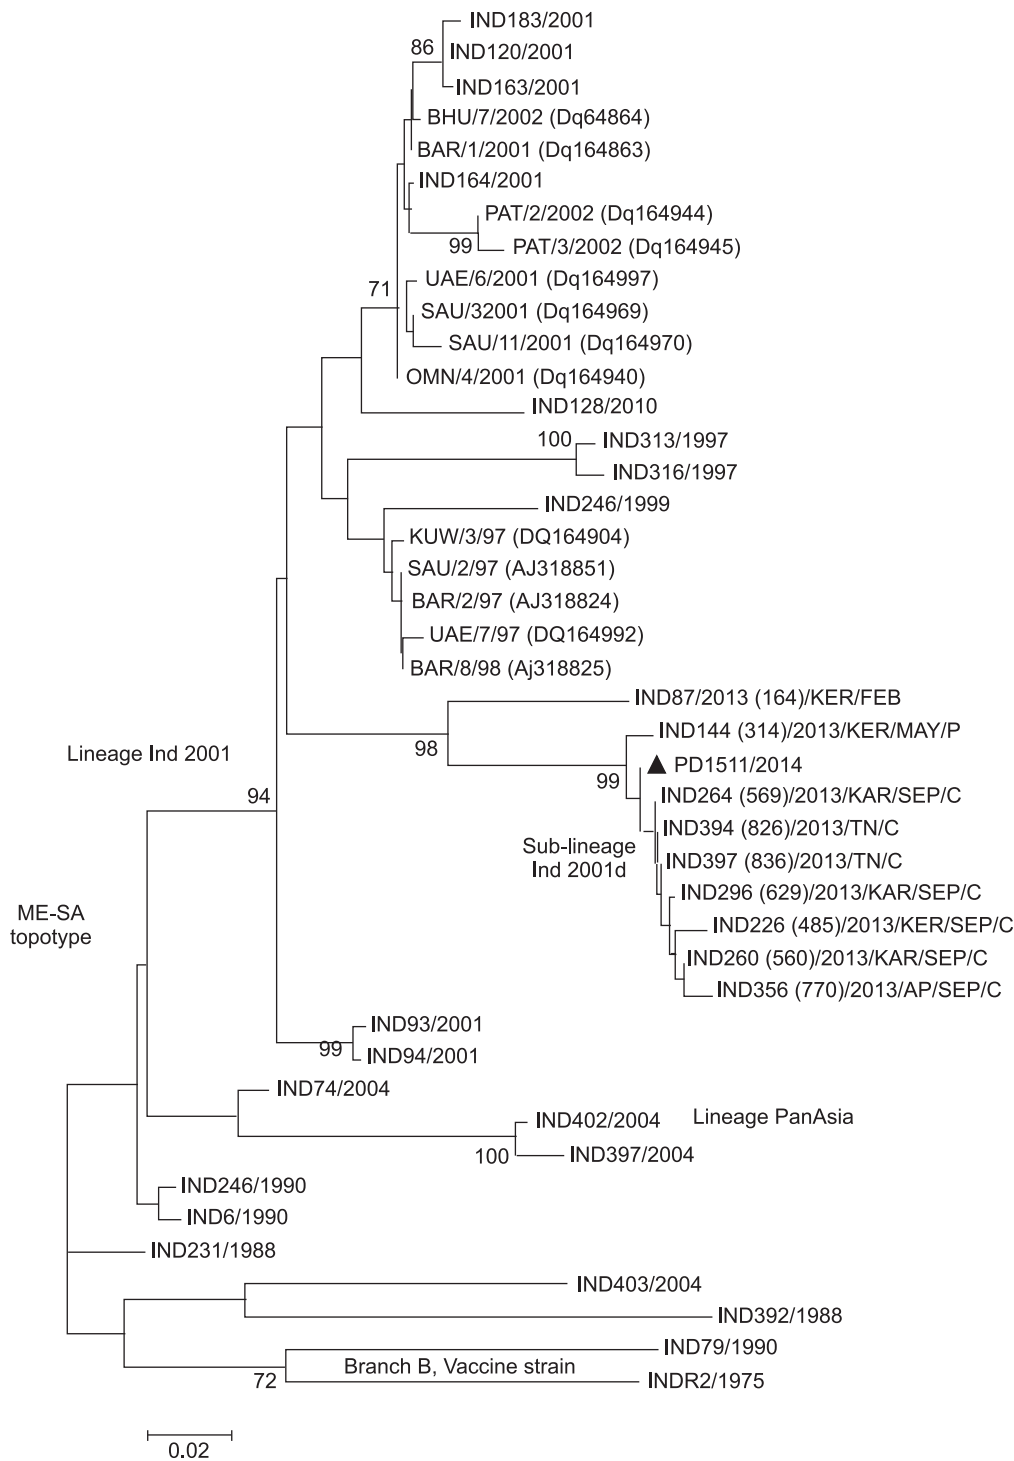 IND183/2001
86
IND120/2001
IND163/2001
BHU/7/2002 (Dq64864)
BAR/1/2001 (Dq164863)
IND164/2001
PAT/2/2002 (Dq164944)
99
PAT/3/2002 (Dq164945)
UAE/6/2001 (Dq164997)
71
SAU/32001 (Dq164969)
SAU/11/2001 (Dq164970)
OMN/4/2001 (Dq164940)
IND128/2010
100
IND313/1997
IND316/1997
IND246/1999
KUW/3/97 (DQ164904)
SAU/2/97 (AJ318851)
BAR/2/97 (AJ318824)
UAE/7/97 (DQ164992)
BAR/8/98 (Aj318825)
IND87/2013 (164)/KER/FEB
IND144 (314)/2013/KER/MAY/P
98
Lineage Ind 2001
PD1511/2014
99
94
IND264 (569)/2013/KAR/SEP/C
IND394 (826)/2013/TN/C
Sub-lineage
Ind 2001d
IND397 (836)/2013/TN/C
IND296 (629)/2013/KAR/SEP/C
ME-SA
topotype
IND226 (485)/2013/KER/SEP/C
IND260 (560)/2013/KAR/SEP/C
IND356 (770)/2013/AP/SEP/C
IND93/2001
99
IND94/2001
IND74/2004
IND402/2004
Lineage PanAsia
100
IND397/2004
IND246/1990
IND6/1990
IND231/1988
IND403/2004
IND392/1988
IND79/1990
Branch B, Vaccine strain
72
INDR2/1975
0.02